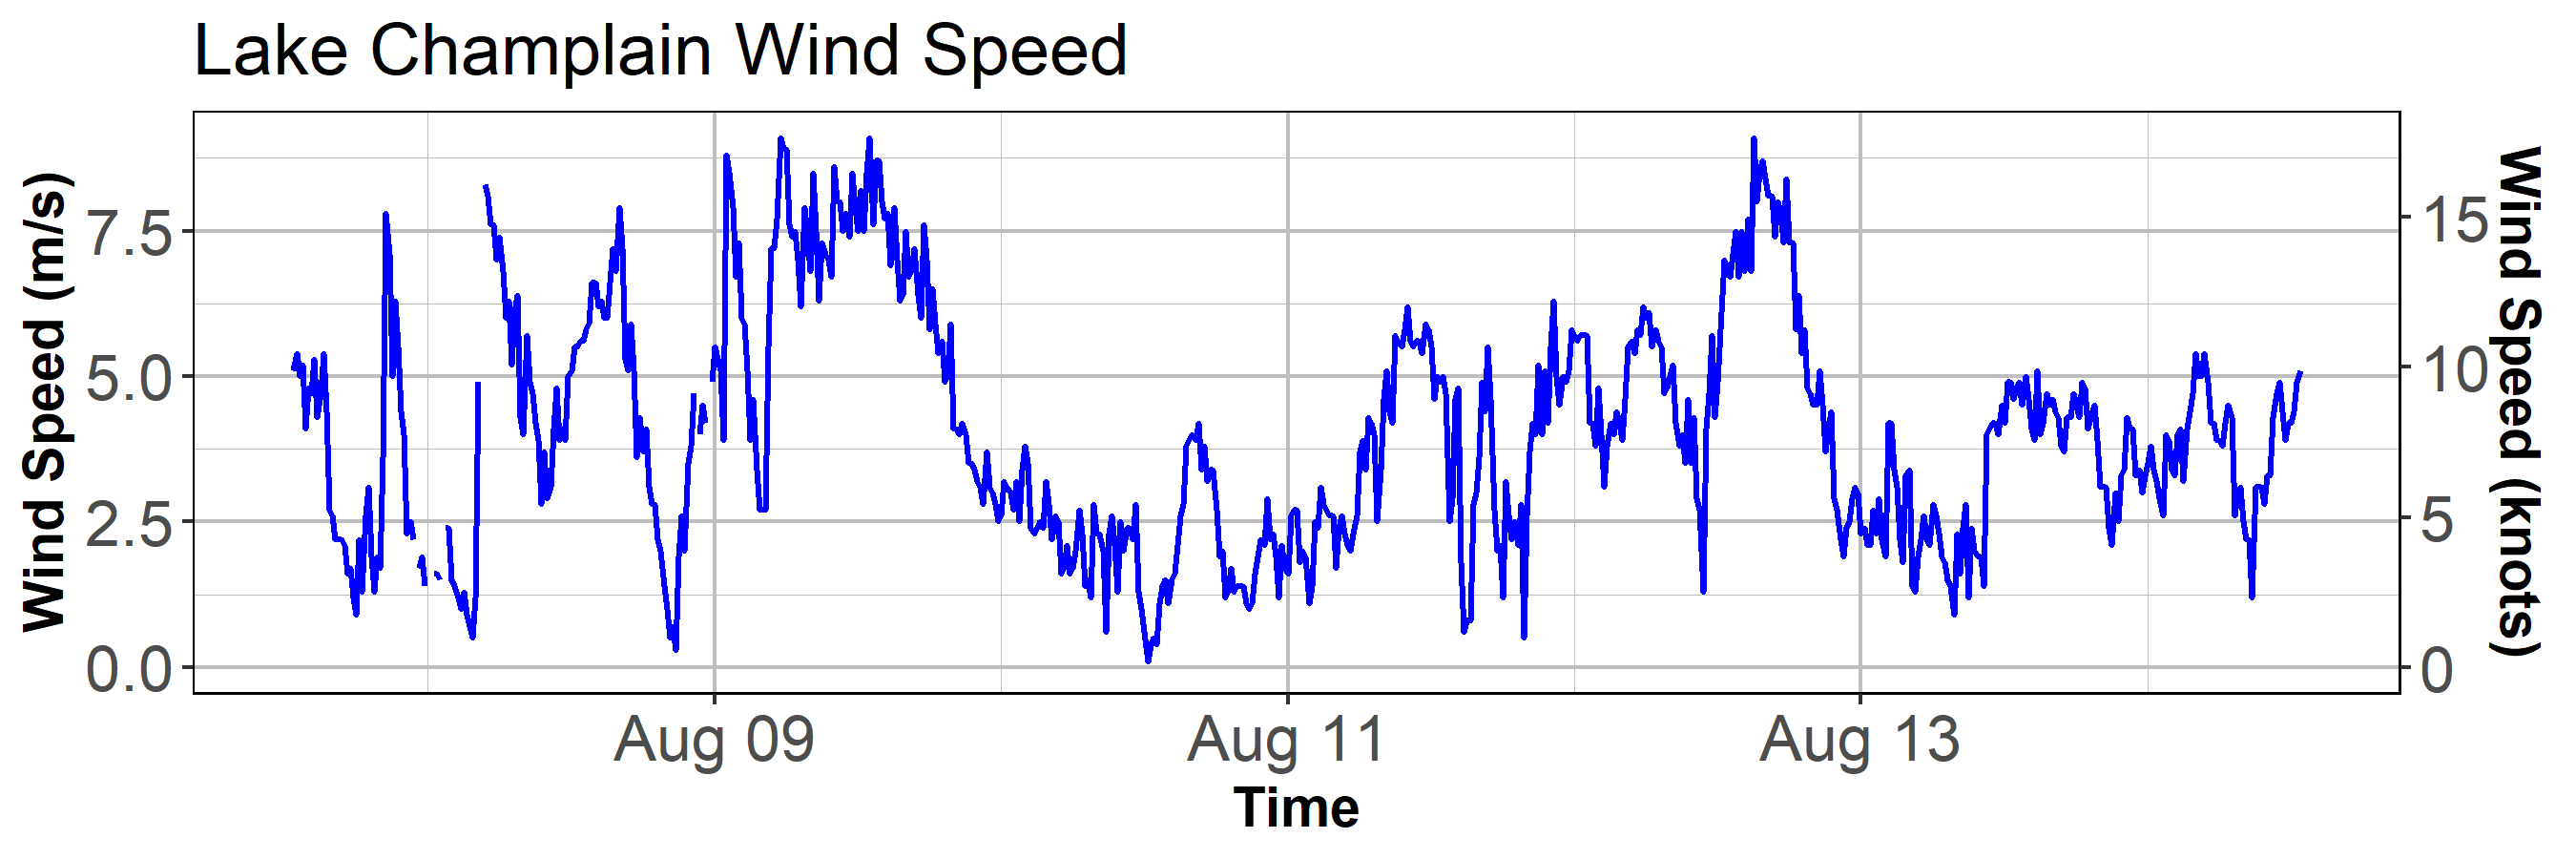 Lake Champlain Wind Speed
Wind Speed (m/s)
7.5
5.0
2.5
0.0
15
10
5
0
Wind Speed (knots)
Aug 09
Aug 11
Aug 13
Time